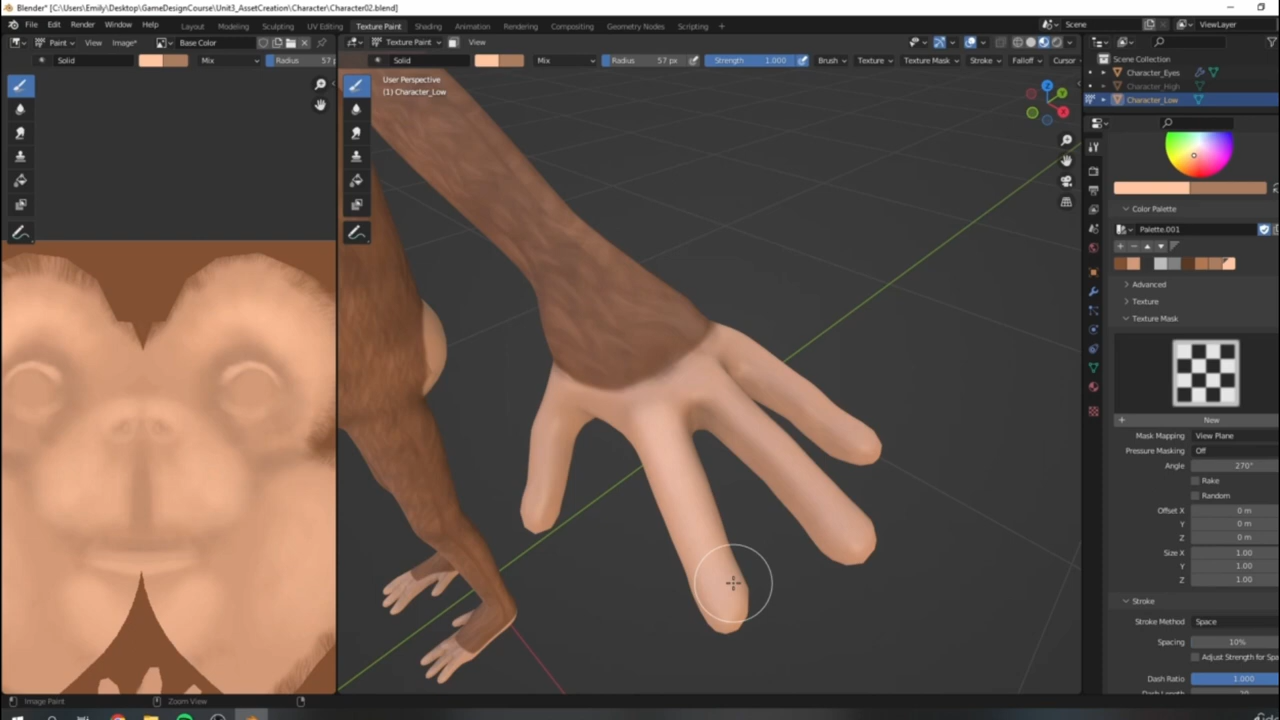 Blender* [C:\Users\Emily\Desktop\GameDesignCourse\Unit3_AssetCreation\Character\Character02.blend]
File Edit Render Window Help Layout Modeling Sculpting UV Editing Texture Paint Shading Animation Rendering Compositing Geometry Nodes Scripting + Scene ViewLayer
Paint View Image* Base Color Texture Paint View
Solid Mix Radius 57 p Solid Mix Radius 57 px Strength 1.000 Brush Texture Texture Mask Stroke Falloff Cursor
Scene Collection
Character_Eyes
Character_High
Character_Low
User Perspective
(1) Character_Low
Z
Y
X
Color Palette
Palette.001
Advanced
Texture
Texture Mask
New
Mask Mapping View Plane
Pressure Masking Off
Angle 270°
Rake
Random
Offset X 0 m
Y 0 m
Z 0 m
Size X 1.00
Y 1.00
Z 1.00
Stroke
Stroke Method Space
Spacing 10%
Adjust Strength for Spa
Dash Ratio 1.000
Image Paint Zoom View